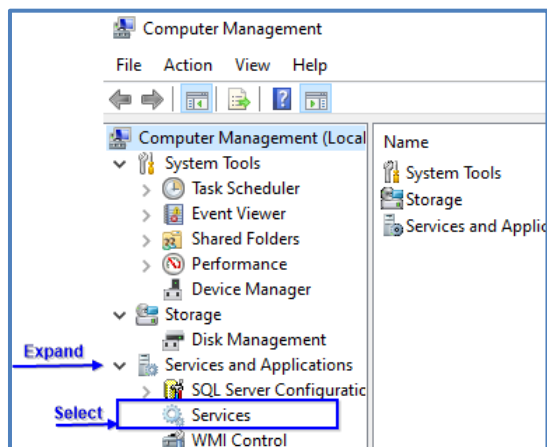 Computer Management
File Action View Help
Computer Management (Local
System Tools
Task Scheduler
Event Viewer
Shared Folders
Performance
Device Manager
Storage
Disk Management
Expand
Services and Applications
SQL Server Configuratic
Select
Services
WMI Control
Name
System Tools
Storage
Services and Applic